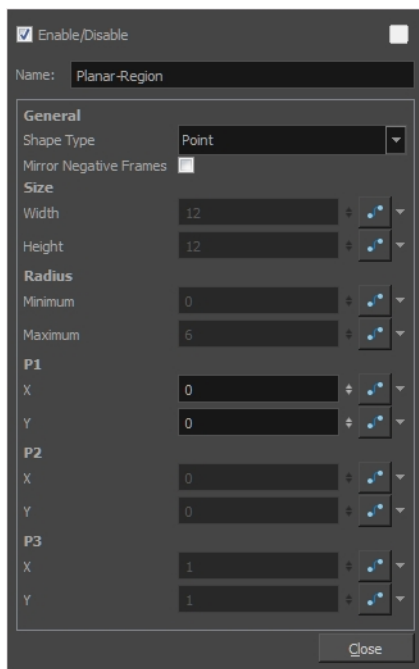 Enable/Disable
Name: Planar-Region
General
Shape Type Point
Mirror Negative Frames
Size
Width 12
Height 12
Radius
Minimum 0
Maximum 6
P1
X 0
Y 0
P2
X 0
Y 0
P3
X 1
Y 1
Close